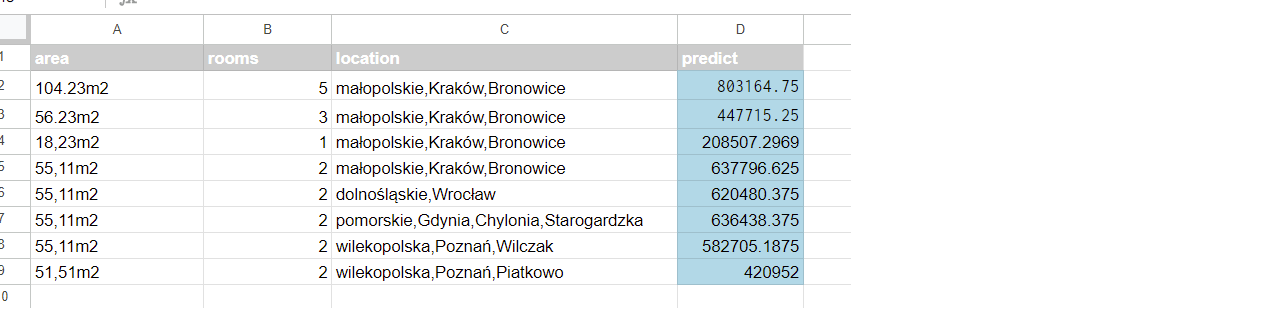 A B C D
1 area rooms location predict
2 104.23m2 5 małopolskie,Kraków,Bronowice 803164.75
3 56.23m2 3 małopolskie,Kraków,Bronowice 447715.25
4 18,23m2 1 małopolskie,Kraków,Bronowice 208507.2969
5 55,11m2 2 małopolskie,Kraków,Bronowice 637796.625
6 55,11m2 2 dolnośląskie,Wrocław 620480.375
7 55,11m2 2 pomorskie,Gdynia,Chylonia,Starogardzka 636438.375
8 55,11m2 2 wilekopolska,Poznań,Wilczak 582705.1875
9 51,51m2 2 wilekopolska,Poznań,Piatkowo 420952
0